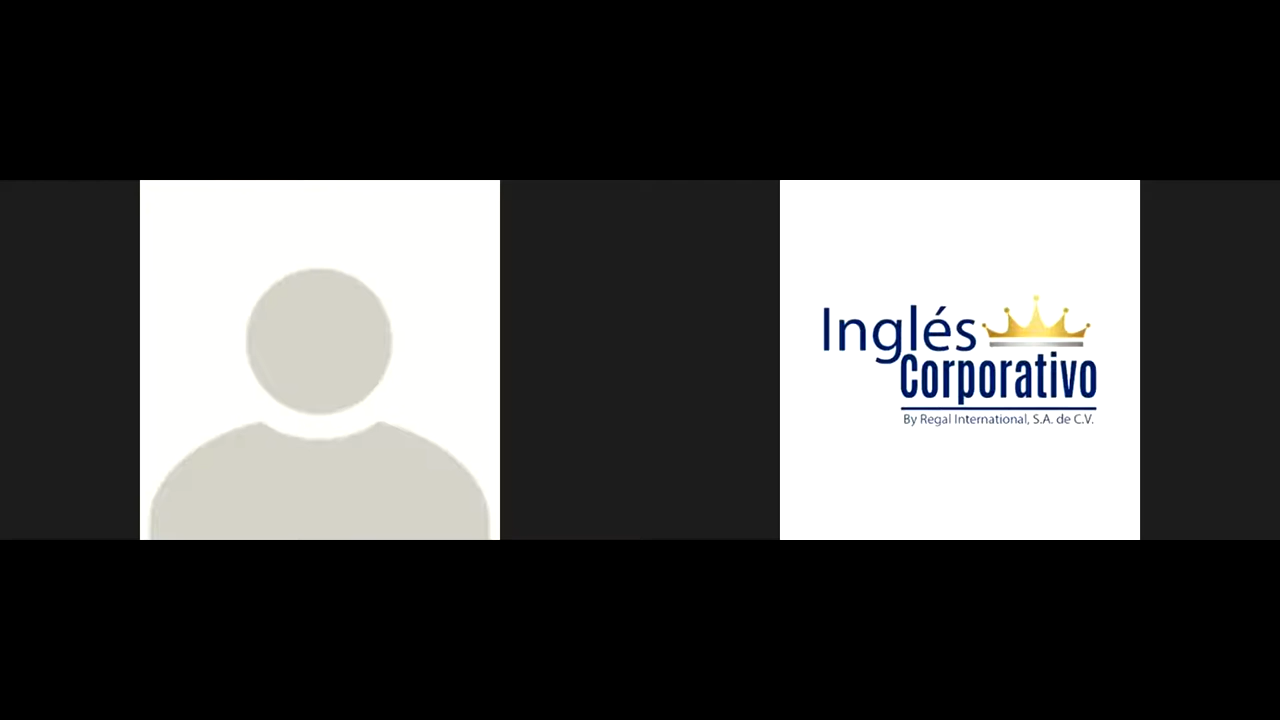 Inglés
Corporativo
By Regal International, S.A. de C.V.